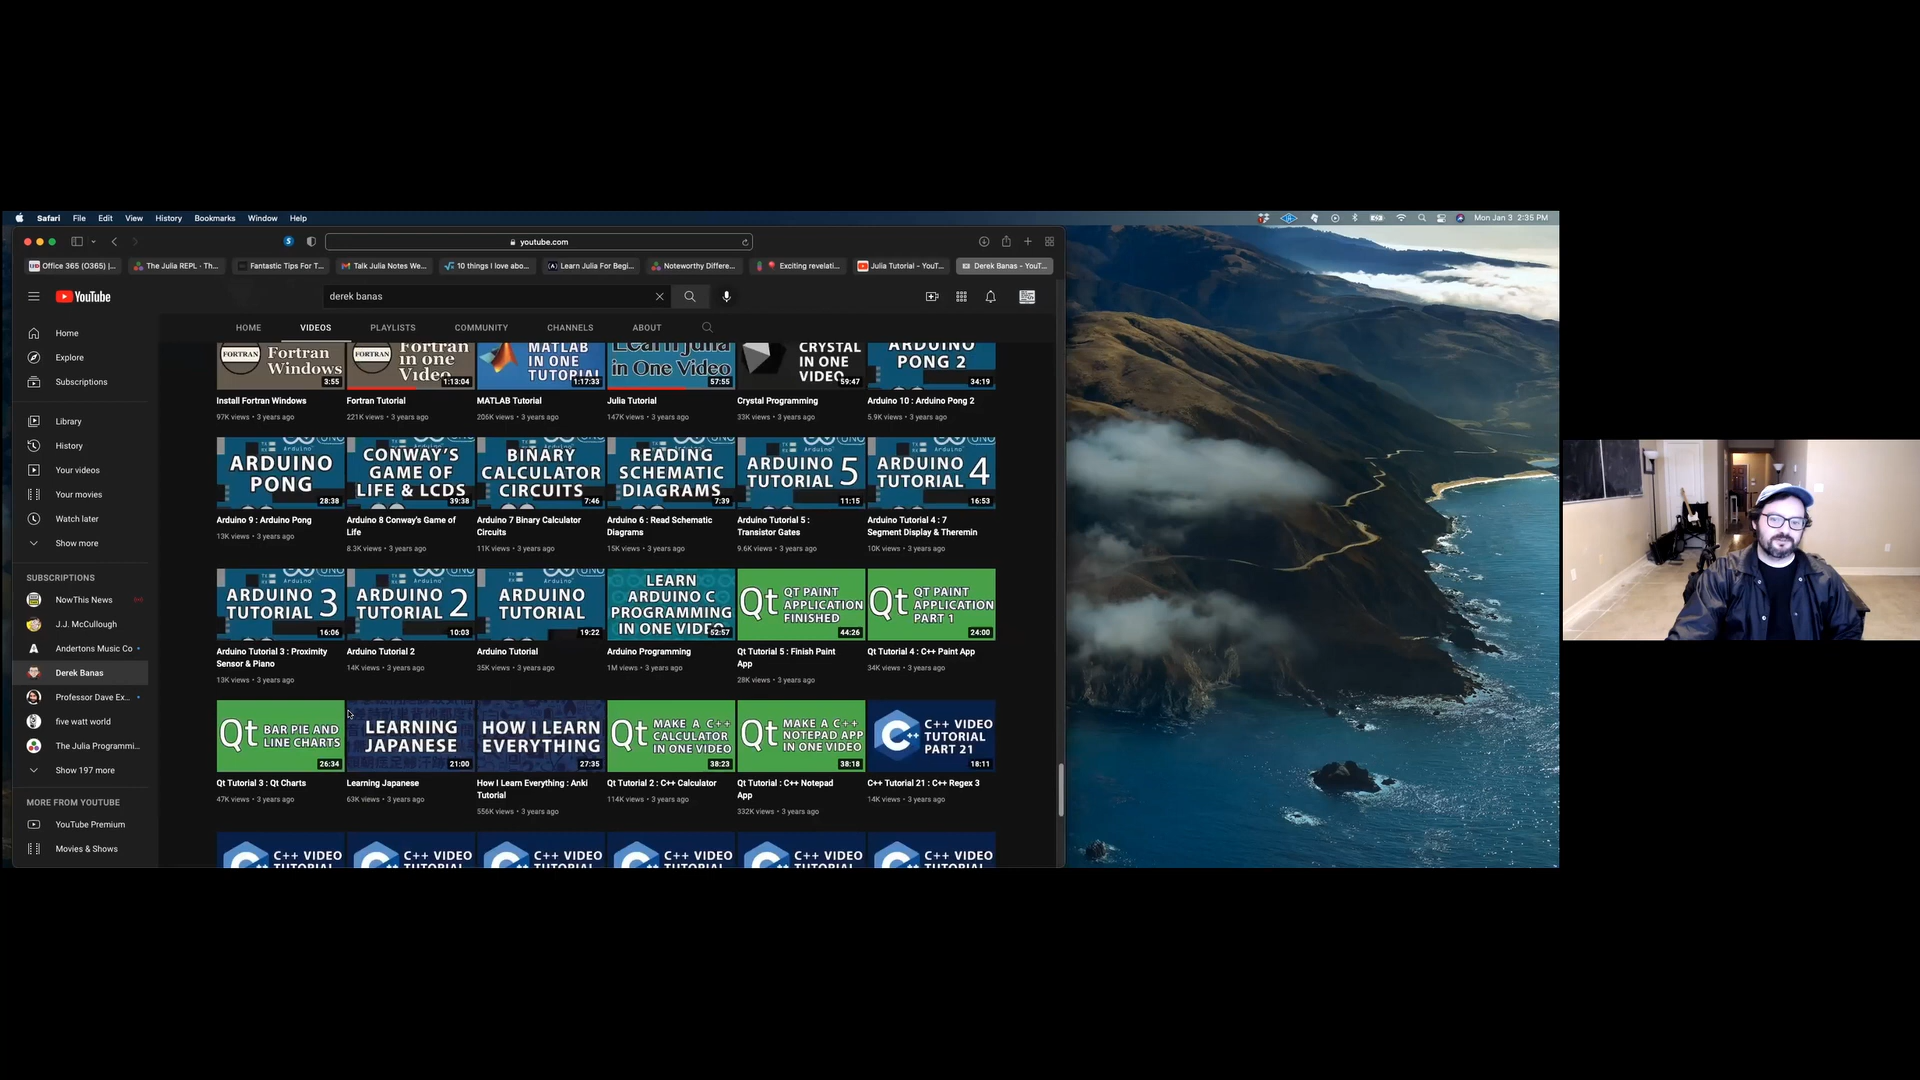 Safari File Edit View History Bookmarks Window Help
Mon Jan 3 2:35 PM
youtube.com
Office 365 (O365) |...
The Julia REPL · Th...
Fantastic Tips For T...
Talk Julia Notes We...
10 things I love abo...
Learn Julia For Begi...
Noteworthy Differe...
Exciting revelati...
Julia Tutorial - YouT...
Derek Banas - YouT...
YouTube
derek banas
HOME VIDEOS PLAYLISTS COMMUNITY CHANNELS ABOUT
Home
Explore
Subscriptions
Library
History
Your videos
Your movies
Watch later
Show more
SUBSCRIPTIONS
NowThis News
J.J. McCullough
Andertons Music Co
Derek Banas
Professor Dave Ex...
five watt world
The Julia Programmi...
Show 197 more
MORE FROM YOUTUBE
YouTube Premium
Movies & Shows
FORTRAN
Fortran
Windows
3:55
Install Fortran Windows
97K views • 3 years ago
FORTRAN
Fortran
in one
Video
1:13:04
Fortran Tutorial
221K views • 3 years ago
MATLAB
IN ONE
TUTORIAL
1:17:33
MATLAB Tutorial
206K views • 3 years ago
Learn Julia
in One Video
57:55
Julia Tutorial
147K views • 3 years ago
CRYSTAL
IN ONE
VIDEO
59:47
Crystal Programming
33K views • 3 years ago
ARDUINO
PONG 2
34:19
Arduino 10 : Arduino Pong 2
5.9K views • 3 years ago
ARDUINO
PONG
28:38
Arduino 9 : Arduino Pong
13K views • 3 years ago
CONWAY'S
GAME OF
LIFE & LCDS
39:38
Arduino 8 Conway's Game of
Life
8.3K views • 3 years ago
BINARY
CALCULATOR
CIRCUITS
7:46
Arduino 7 Binary Calculator
Circuits
11K views • 3 years ago
READING
SCHEMATIC
DIAGRAMS
7:39
Arduino 6 : Read Schematic
Diagrams
15K views • 3 years ago
ARDUINO
TUTORIAL 5
11:15
Arduino Tutorial 5 :
Transistor Gates
9.6K views • 3 years ago
UNO
ARDUINO
TUTORIAL 4
16:53
Arduino Tutorial 4 : 7
Segment Display & Theremin
10K views • 3 years ago
Arduino
ARDUINO
TUTORIAL 3
16:06
Arduino Tutorial 3 : Proximity
Sensor & Piano
13K views • 3 years ago
Arduino
ARDUINO
TUTORIAL 2
10:03
Arduino Tutorial 2
14K views • 3 years ago
Arduino
ARDUINO
TUTORIAL
19:22
Arduino Tutorial
35K views • 3 years ago
LEARN
ARDUINO C
PROGRAMMING
IN ONE VIDEO
52:57
Arduino Programming
1M views • 3 years ago
Qt
QT PAINT
APPLICATION
FINISHED
44:26
Qt Tutorial 5 : Finish Paint
App
28K views • 3 years ago
Qt
QT PAINT
APPLICATION
PART 1
24:00
Qt Tutorial 4 : C++ Paint App
34K views • 3 years ago
Qt
BAR PIE AND
LINE CHARTS
26:34
Qt Tutorial 3 : Qt Charts
47K views • 3 years ago
LEARNING
JAPANESE
21:00
Learning Japanese
63K views • 3 years ago
HOW I LEARN
EVERYTHING
27:35
How I Learn Everything : Anki
Tutorial
556K views • 3 years ago
Qt
MAKE A C++
CALCULATOR
IN ONE VIDEO
38:23
Qt Tutorial 2 : C++ Calculator
114K views • 3 years ago
Qt
MAKE A C++
NOTEPAD APP
IN ONE VIDEO
38:18
Qt Tutorial : C++ Notepad
App
332K views • 3 years ago
C++
C++ VIDEO
TUTORIAL
PART 21
18:11
C++ Tutorial 21 : C++ Regex 3
14K views • 3 years ago
C++ VIDEO
TUTORIAL
C++ VIDEO
TUTORIAL
C++ VIDEO
TUTORIAL
C++ VIDEO
TUTORIAL
C++ VIDEO
TUTORIAL
C++ VIDEO
TUTORIAL